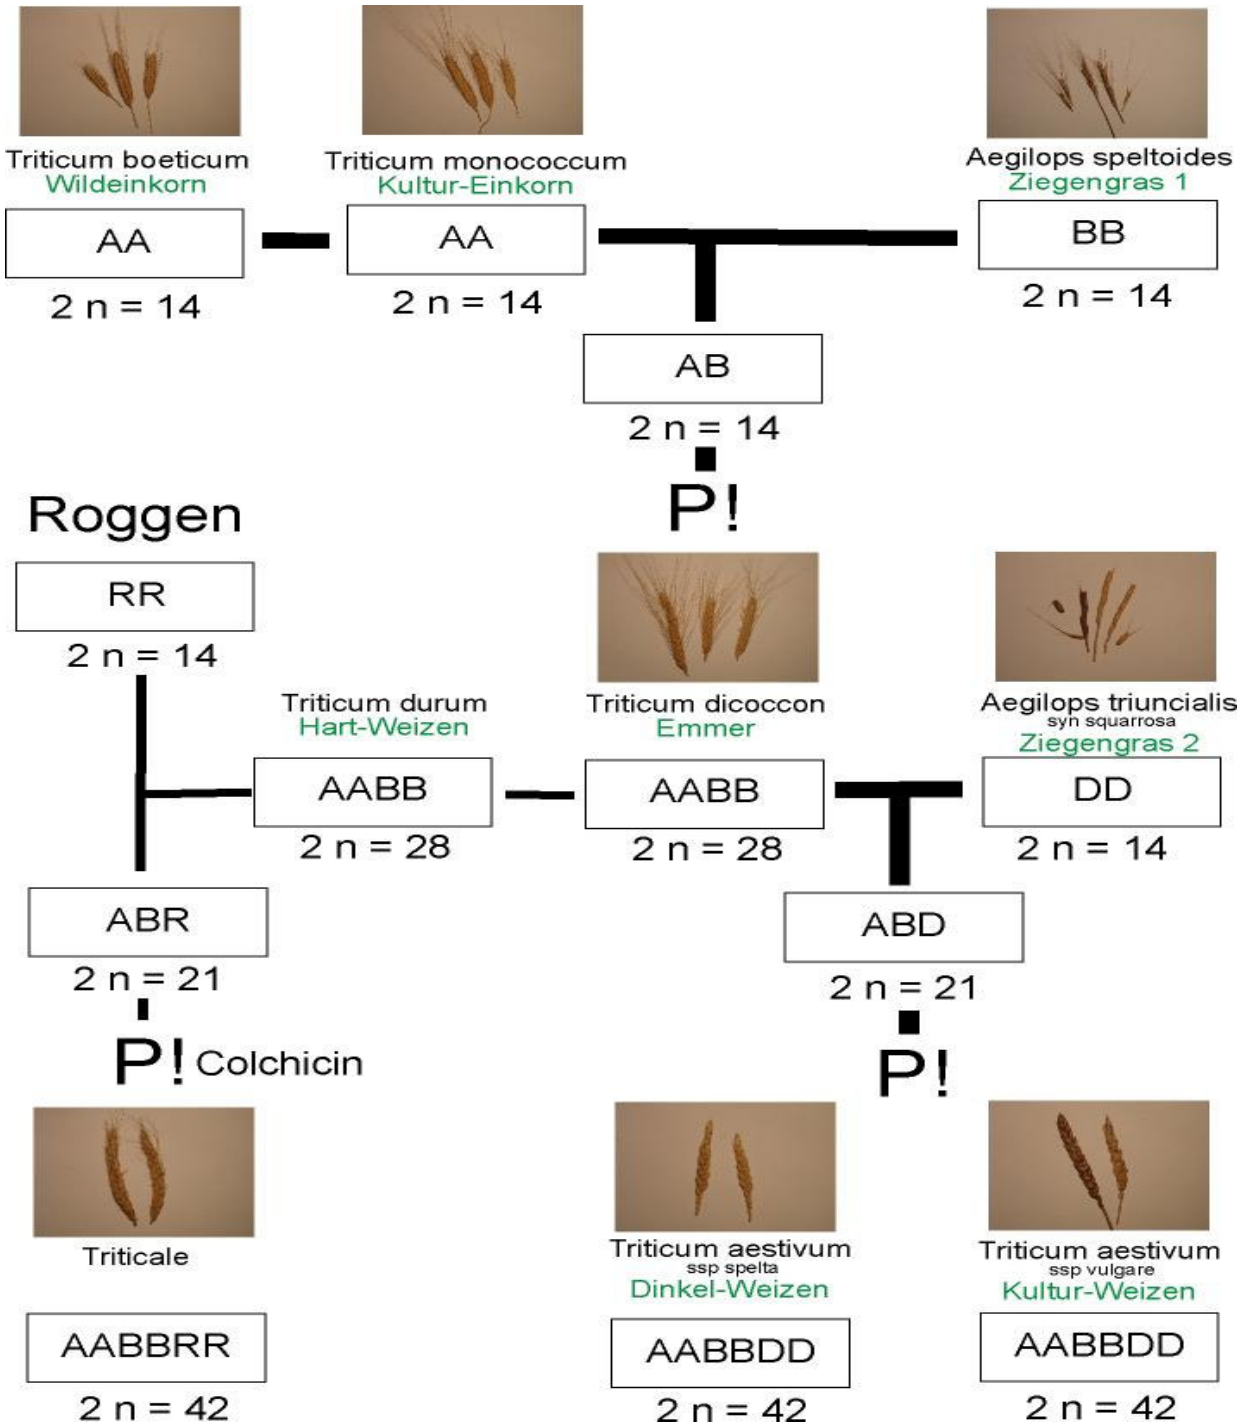 Triticum boeticum
Wildeinkorn
AA
2 n = 14
Triticum monococcum
Kultur-Einkorn
AA
2 n = 14
Aegilops speltoides
Ziegengras 1
BB
2 n = 14
AB
2 n = 14
P!
Roggen
RR
2 n = 14
Triticum durum
Hart-Weizen
AABB
2 n = 28
Triticum dicoccon
Emmer
AABB
2 n = 28
Aegilops triuncialis
syn squarrosa
Ziegengras 2
DD
2 n = 14
ABR
2 n = 21
P! Colchicin
ABD
2 n = 21
P!
Triticale
AABBRR
2 n = 42
Triticum aestivum
ssp spelta
Dinkel-Weizen
AABBDD
2 n = 42
Triticum aestivum
ssp vulgare
Kultur-Weizen
AABBDD
2 n = 42